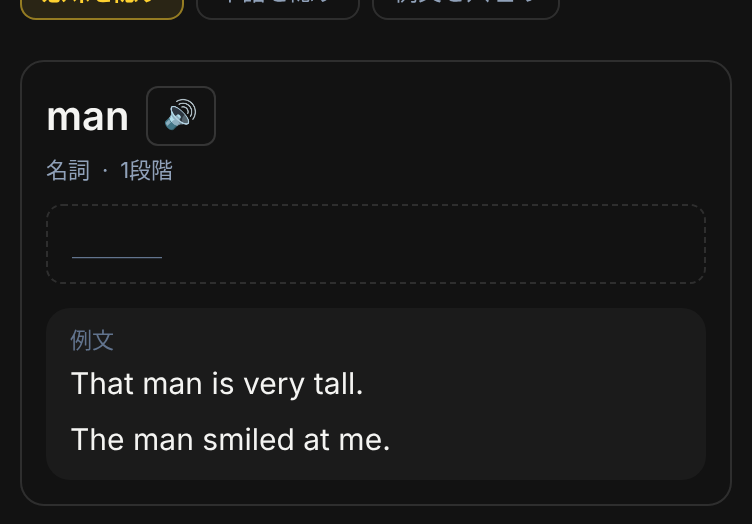 man
名詞 · 1段階
例文
That man is very tall.
The man smiled at me.